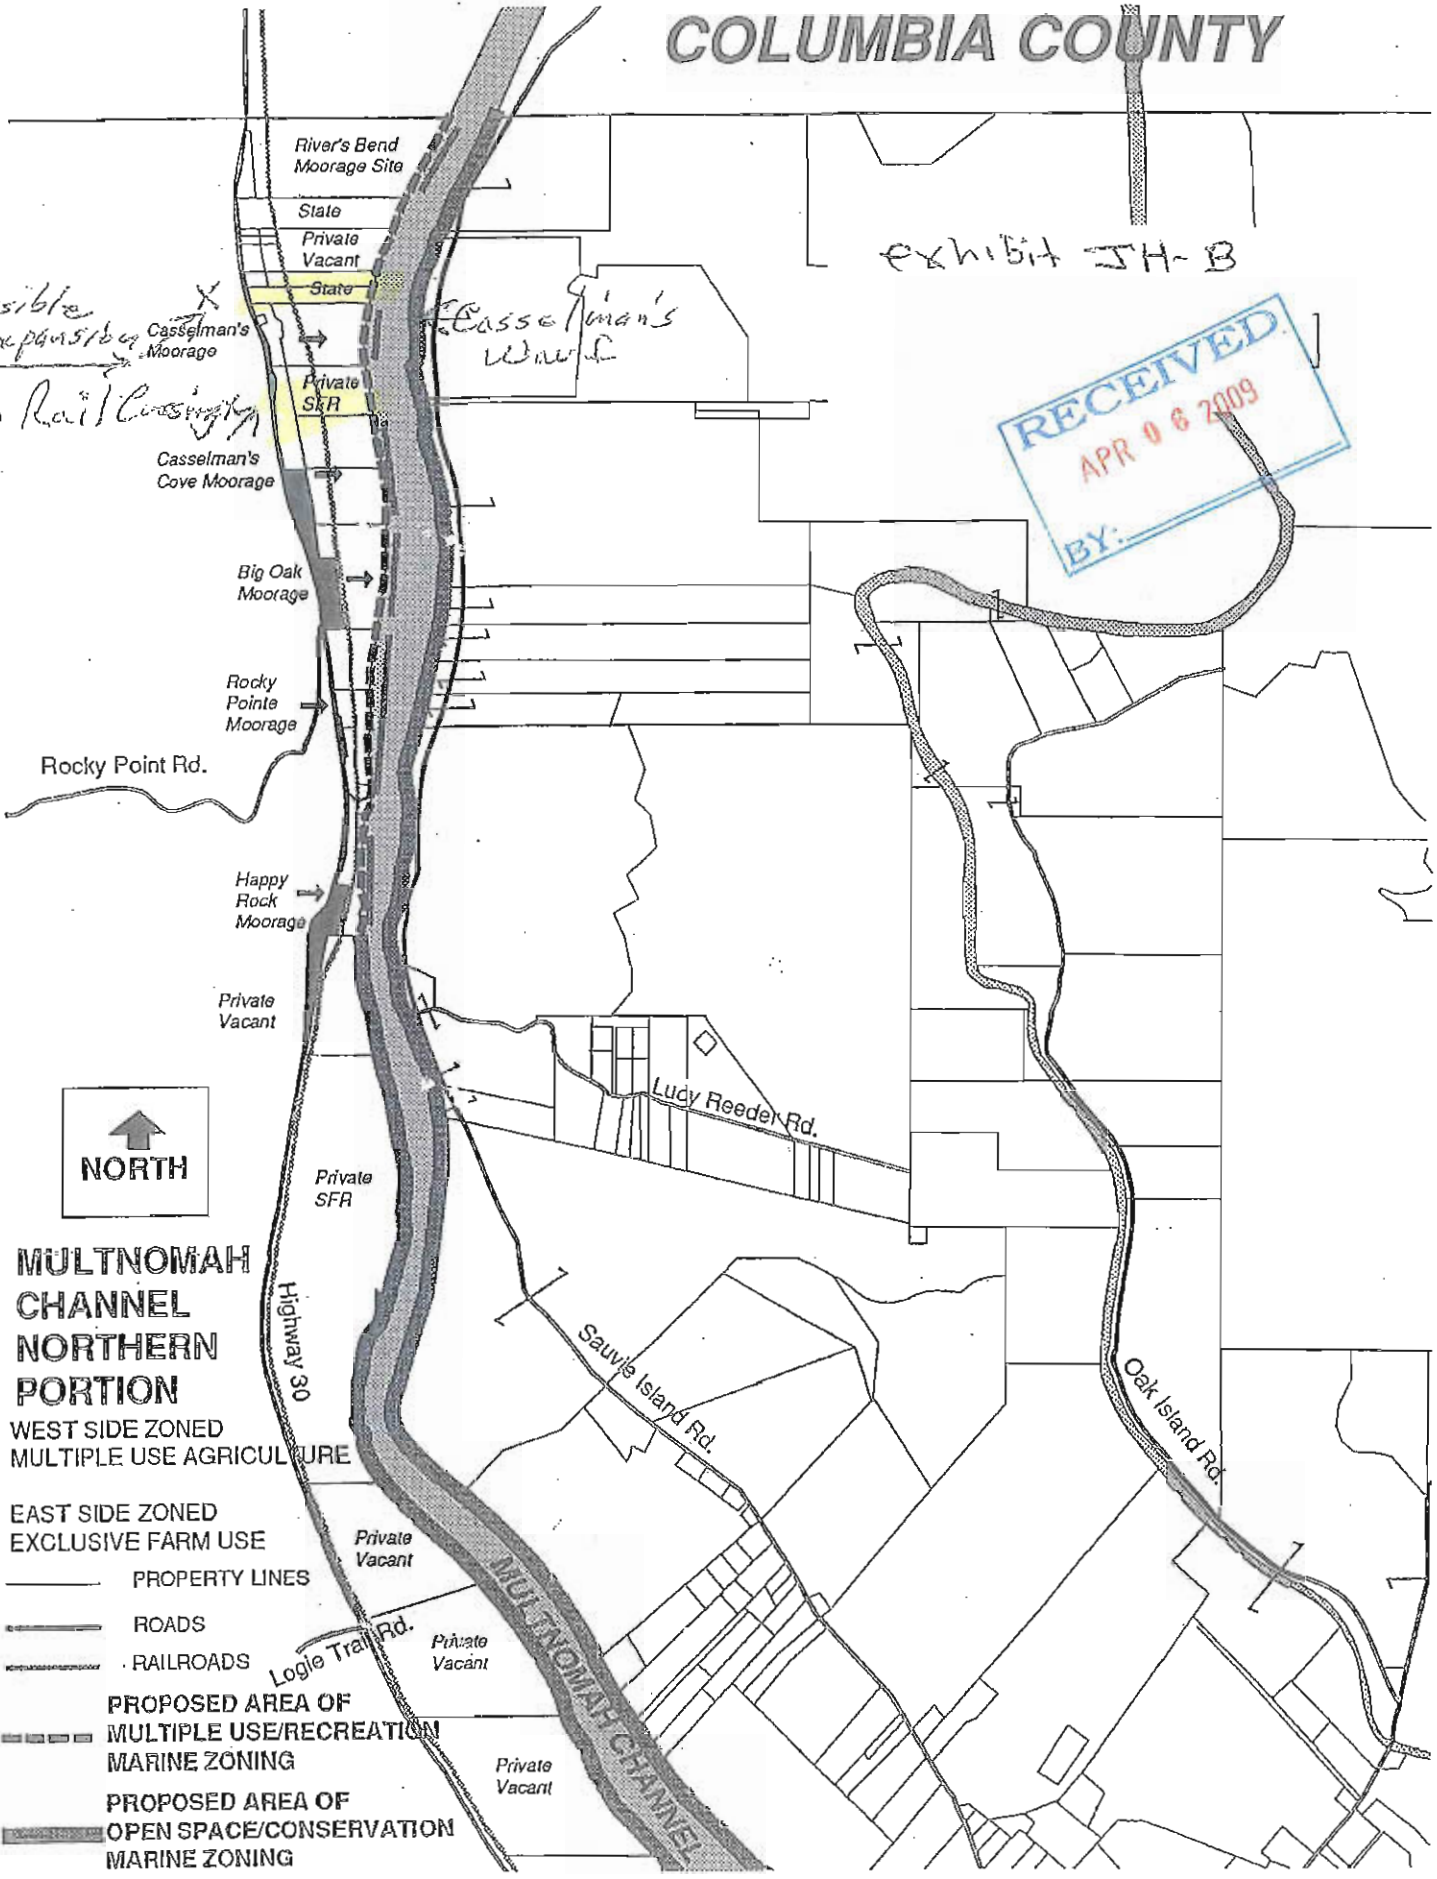 COLUMBIA COUNTY
River's Bend
Moorage Site
State
Private
Vacant
exhibit JH-B
State
X
Casselman's
Moorage
Casselman's
Wharf
RECEIVED
APR 06 2009
BY:
Private
SFR
Rail
Casselman's
Cove Moorage
Big Oak
Moorage
Rocky
Pointe
Moorage
Rocky Point Rd.
Happy
Rock
Moorage
Private
Vacant
Lucy Reeder Rd.
NORTH
Private
SFR
MULTNOMAH
CHANNEL
NORTHERN
PORTION
Highway 30
Sauvie Island Rd.
Oak Island Rd.
WEST SIDE ZONED
MULTIPLE USE AGRICULTURE
EAST SIDE ZONED
EXCLUSIVE FARM USE
Private
Vacant
PROPERTY LINES
ROADS
RAILROADS
Logie Trail Rd.
Private
Vacant
MULTNOMAH CHANNEL
PROPOSED AREA OF
MULTIPLE USE/RECREATION
MARINE ZONING
Private
Vacant
PROPOSED AREA OF
OPEN SPACE/CONSERVATION
MARINE ZONING